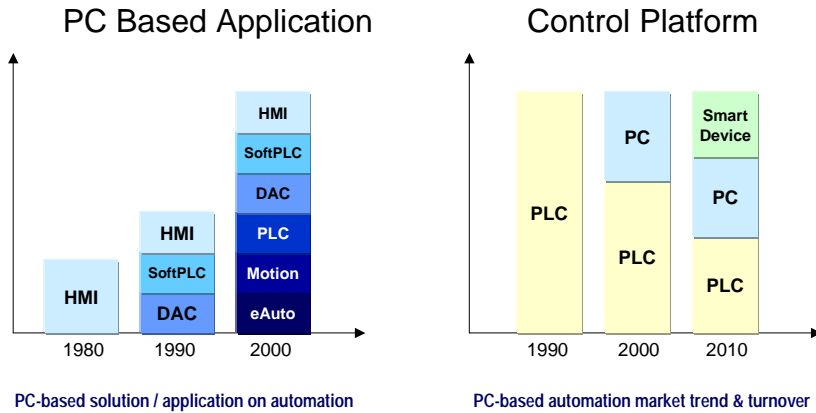 PC Based Application
HMI
HMI
SoftPLC
DAC
HMI
SoftPLC
DAC
PLC
Motion
eAuto
1980
1990
2000
PC-based solution / application on automation
Control Platform
PLC
PC
PLC
Smart
Device
PC
PLC
1990
2000
2010
PC-based automation market trend & turnover